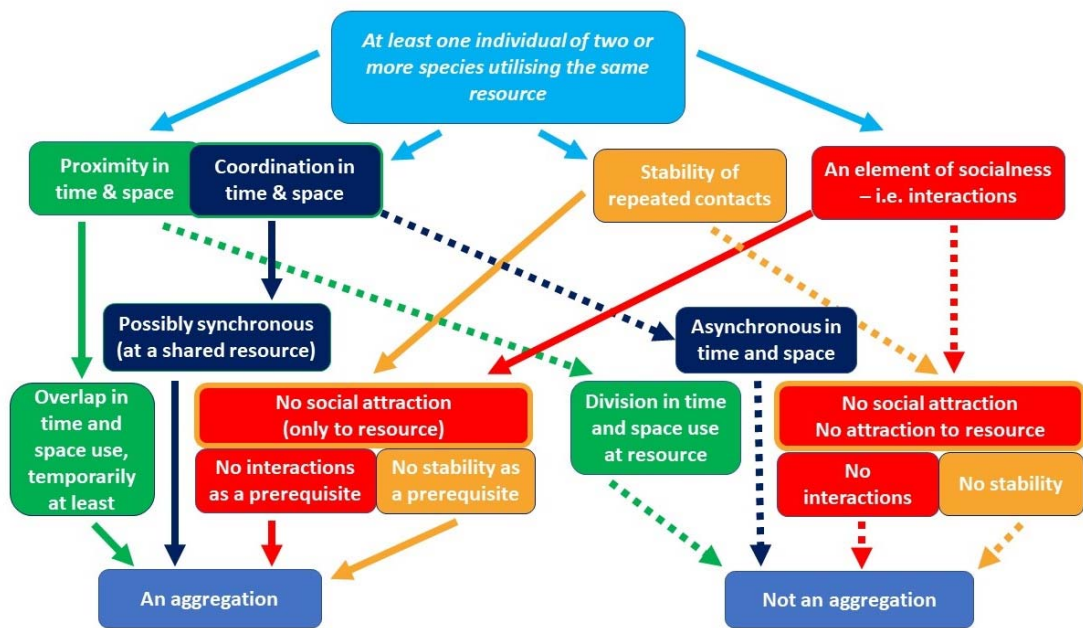 At least one individual of two or
more species utilising the same
resource
Proximity in
time & space
Coordination in
time & space
Stability of
repeated contacts
An element of socialness
– i.e. interactions
Possibly synchronous
(at a shared resource)
Asynchronous in
time and space
Overlap in
time and
space use,
temporarily
at least
No social attraction
(only to resource)
No interactions
as a prerequisite
No stability as
a prerequisite
Division in time
and space use
at resource
No social attraction
No attraction to resource
No
interactions
No stability
An aggregation
Not an aggregation